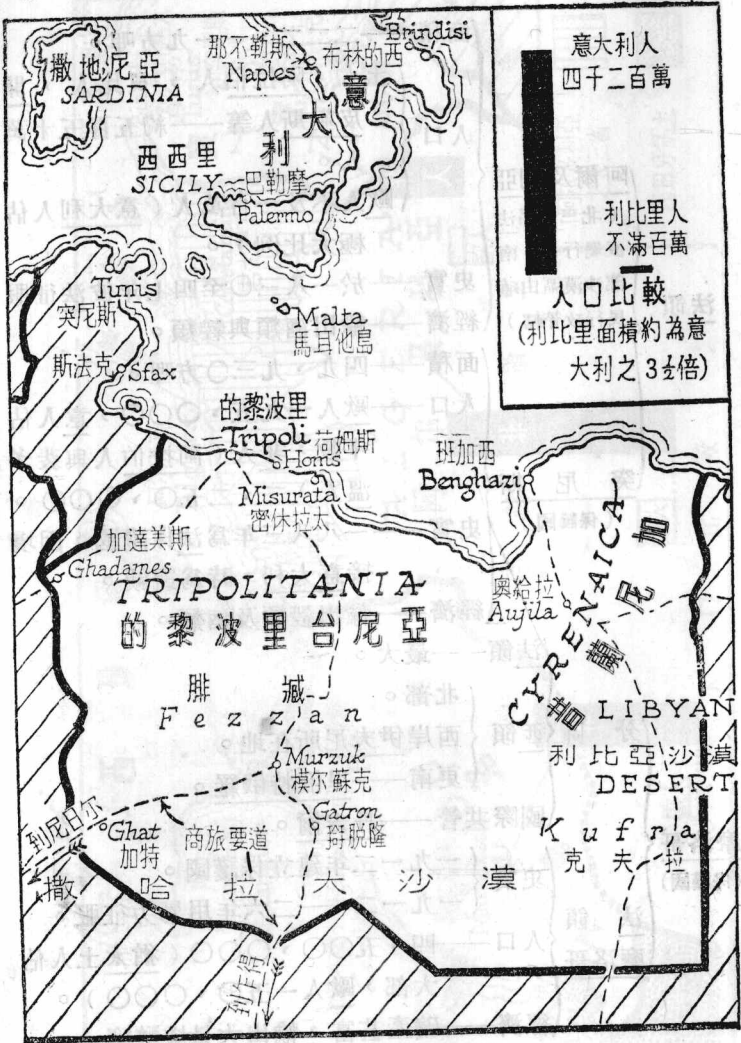 撒地尼亞
SARDINIA
那不勒斯
Naples
Brindisi
布林的西
意大利
西西里
SICILY
巴勒摩
Palermo
意大利人
四千二百萬
利比里人
不滿百萬
人口比較
(利比里面積約為意
大利之3½倍)
Tunis
突尼斯
Malta
馬耳他島
斯法克
Sfax
的黎波里
Tripoli
荷姆斯
Homs
Misurata
密休拉太
班加西
Benghazi
加達美斯
Ghadames
TRIPOLITANIA
的黎波里台尼亞
奧給拉
Aujila
CYRENAICA
昔蘭尼加
腓臧
Fezzan
LIBYAN
利比亞沙漠
DESERT
Murzuk
模尔蘇克
Gatron
Kufra
克夫拉
到尼日尔
Ghat
加特
商旅要道
撒哈拉大沙漠
到乍得